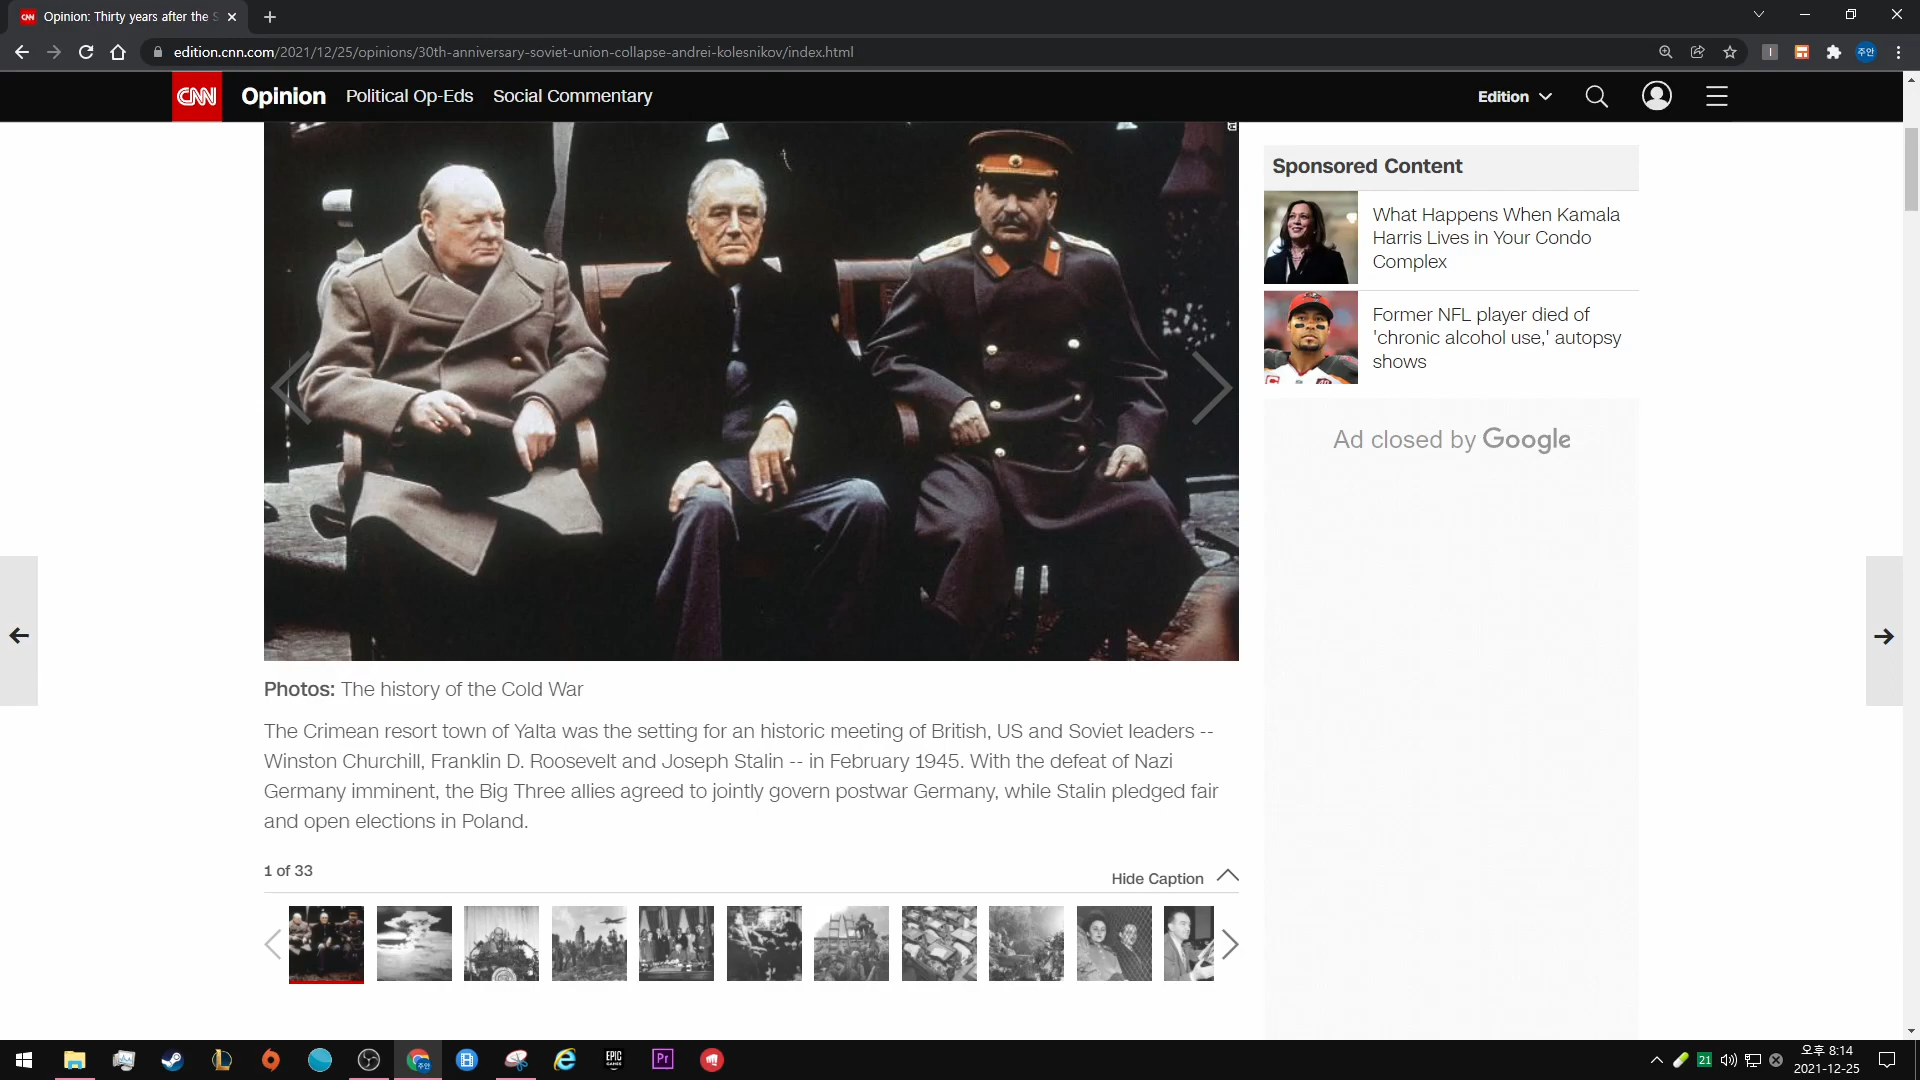 Opinion: Thirty years after the S
edition.cnn.com/2021/12/25/opinions/30th-anniversary-soviet-union-collapse-andrei-kolesnikov/index.html
주안
CNN
Opinion
Political Op-Eds
Social Commentary
Edition
Sponsored Content
What Happens When Kamala
Harris Lives in Your Condo
Complex
Former NFL player died of
'chronic alcohol use,' autopsy
shows
Ad closed by Google
Photos: The history of the Cold War
The Crimean resort town of Yalta was the setting for an historic meeting of British, US and Soviet leaders --
Winston Churchill, Franklin D. Roosevelt and Joseph Stalin -- in February 1945. With the defeat of Nazi
Germany imminent, the Big Three allies agreed to jointly govern postwar Germany, while Stalin pledged fair
and open elections in Poland.
1 of 33
Hide Caption
EPIC
GAMES
Pr
21
오후 8:14
2021-12-25